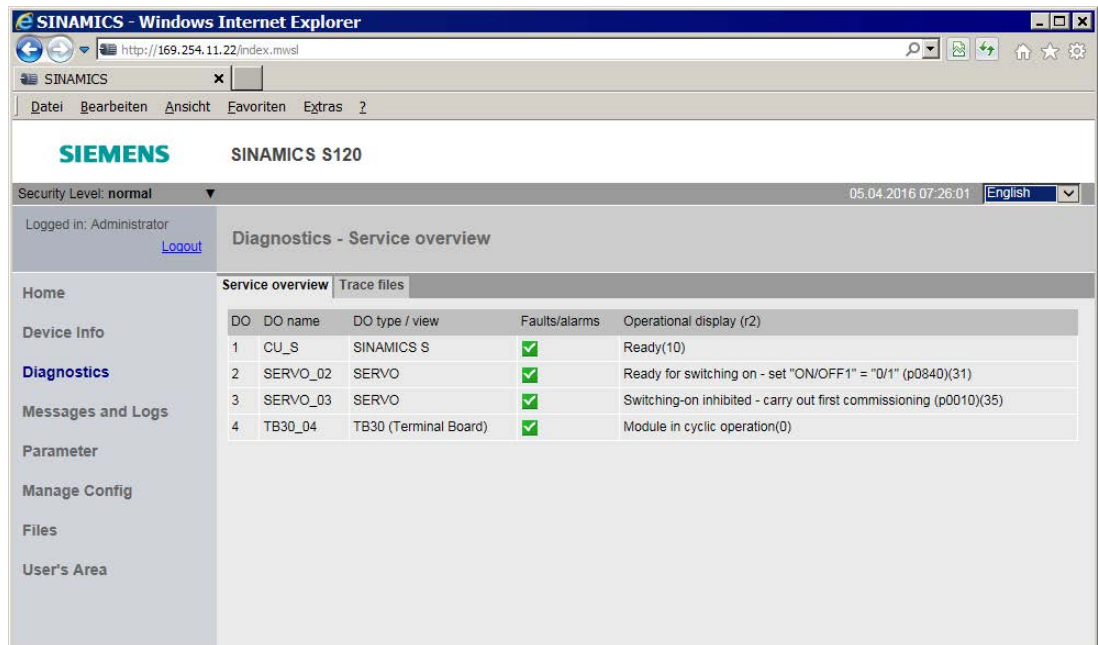 SINAMICS - Windows Internet Explorer
http://169.254.11.22/index.mwsl
SINAMICS
Datei Bearbeiten Ansicht Favoriten Extras ?
SIEMENS SINAMICS S120
Security Level: normal 05.04.2016 07:26:01 English
Logged in: Administrator
Logout
Diagnostics - Service overview
Home
Device Info
Diagnostics
Messages and Logs
Parameter
Manage Config
Files
User's Area
Service overview Trace files
DO DO name DO type / view Faults/alarms Operational display (r2)
1 CU_S SINAMICS S Ready(10)
2 SERVO_02 SERVO Ready for switching on - set "ON/OFF1" = "0/1" (p0840)(31)
3 SERVO_03 SERVO Switching-on inhibited - carry out first commissioning (p0010)(35)
4 TB30_04 TB30 (Terminal Board) Module in cyclic operation(0)